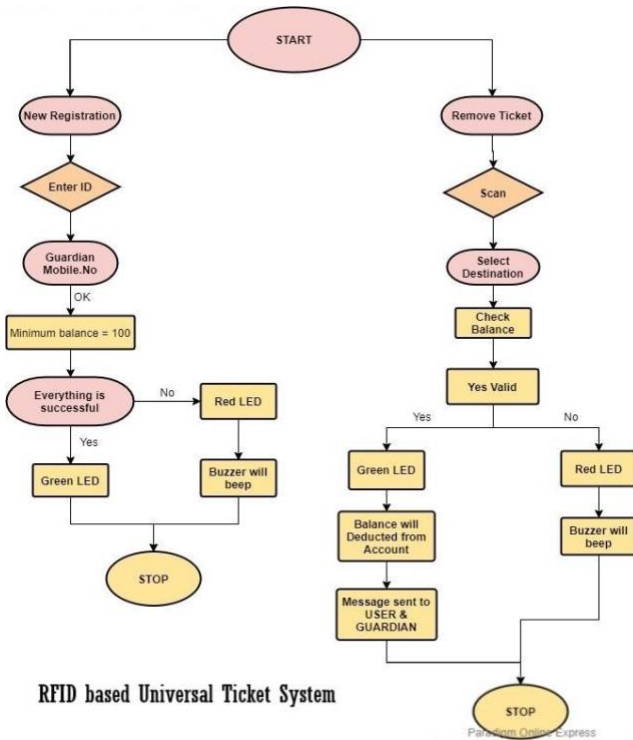 START
New Registration
Enter ID
Guardian
Mobile.No
OK
Minimum balance = 100
Everything is
successful
No
Red LED
Buzzer will
beep
Yes
Green LED
STOP
Remove Ticket
Scan
Select
Destination
Check
Balance
Yes Valid
Yes
Green LED
Balance will
Deducted from
Account
Message sent to
USER &
GUARDIAN
No
Red LED
Buzzer will
beep
STOP
RFID based Universal Ticket System
Paradigm Online Express